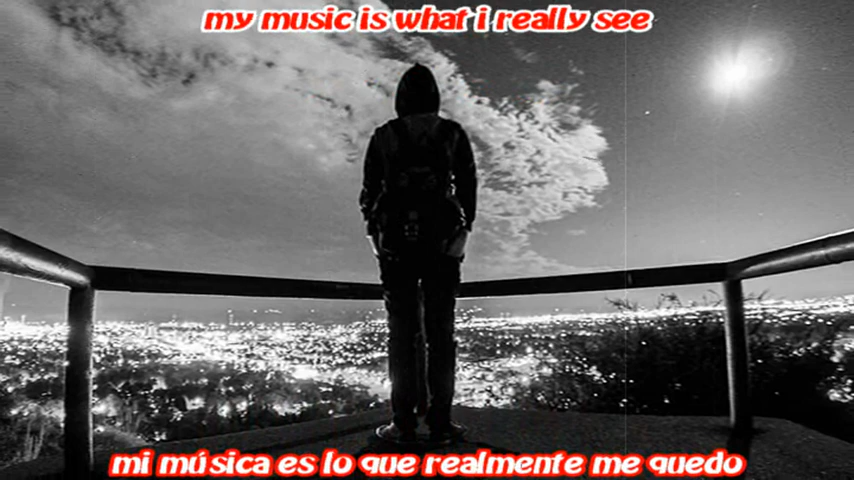 my music is what i really see
mi música es lo que realmente me quedo